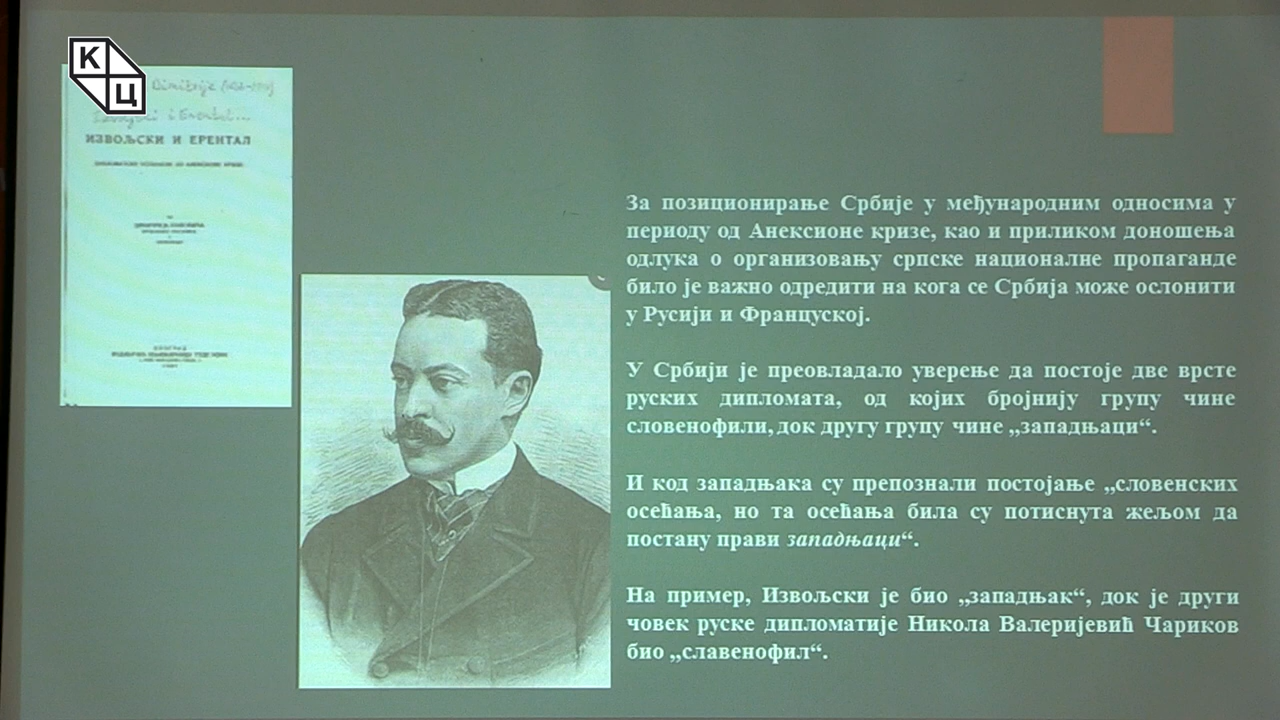 К
Ц
Dimitrije
ИЗВОЉСКИ И ЕРЕНТАЛ
БЕОГРАД
За позиционирање Србије у међународним односима у
периоду од Анексионе кризе, као и приликом доношења
одлука о организовању српске националне пропаганде
било је важно одредити на кога се Србија може ослонити
у Русији и Француској.
У Србији је преовладало уверење да постоје две врсте
руских дипломата, од којих бројнију групу чине
словенофили, док другу групу чине „западњаци“.
И код западњака су препознали постојање „словенских
осећања, но та осећања била су потиснута жељом да
постану прави западњаци“.
На пример, Извољски је био „западњак“, док је други
човек руске дипломатије Никола Валеријевић Чариков
био „славенофил“.